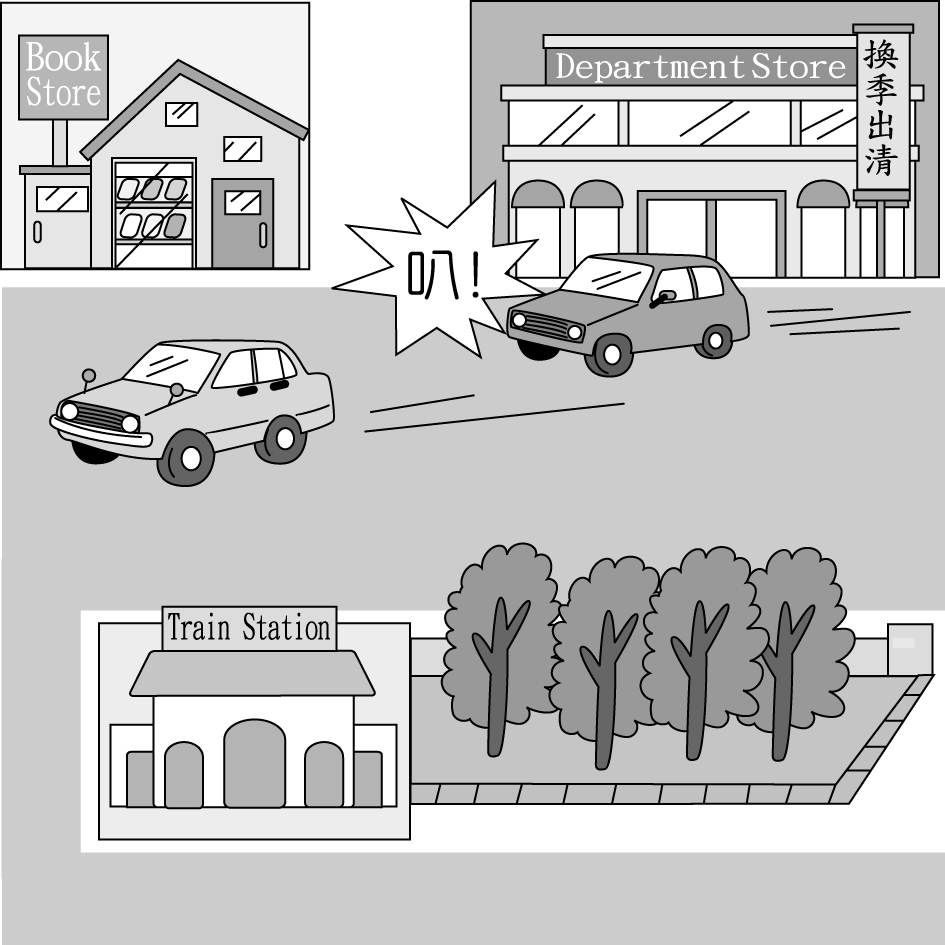 Book
Store
Department Store
換季出清
叭!
Train Station